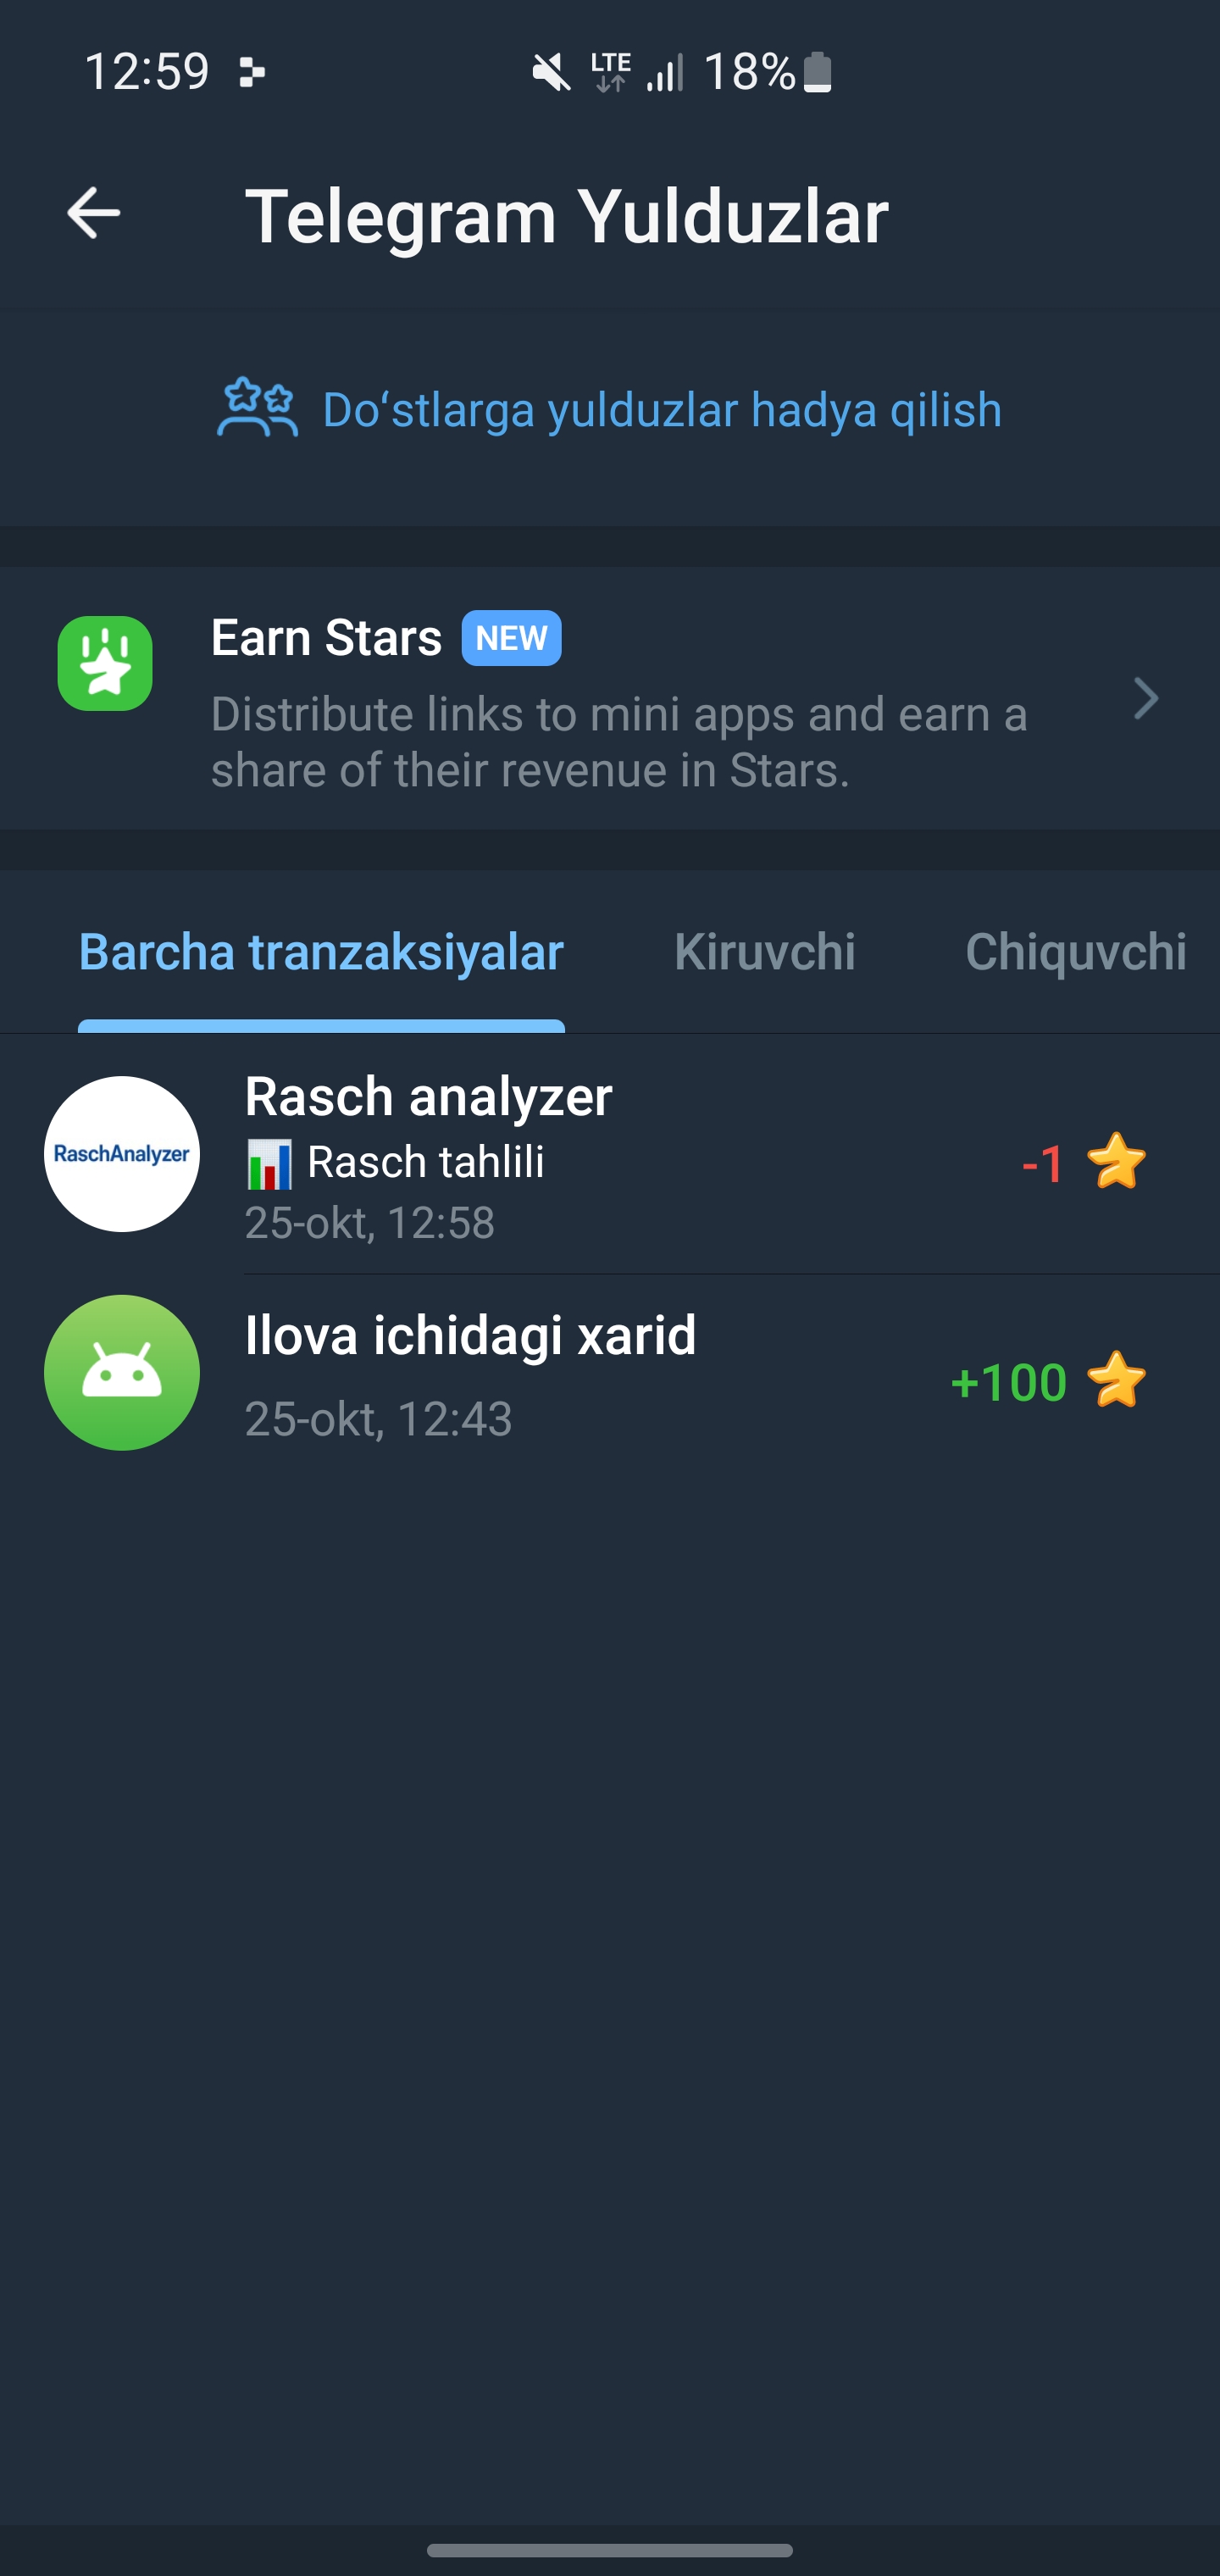 12:59
LTE
18%
Telegram Yulduzlar
Doʻstlarga yulduzlar hadya qilish
Earn Stars NEW
Distribute links to mini apps and earn a
share of their revenue in Stars.
Barcha tranzaksiyalar Kiruvchi Chiquvchi
RaschAnalyzer
Rasch analyzer
📊 Rasch tahlili
25-okt, 12:58
-1 ⭐
Ilova ichidagi xarid
25-okt, 12:43
+100 ⭐